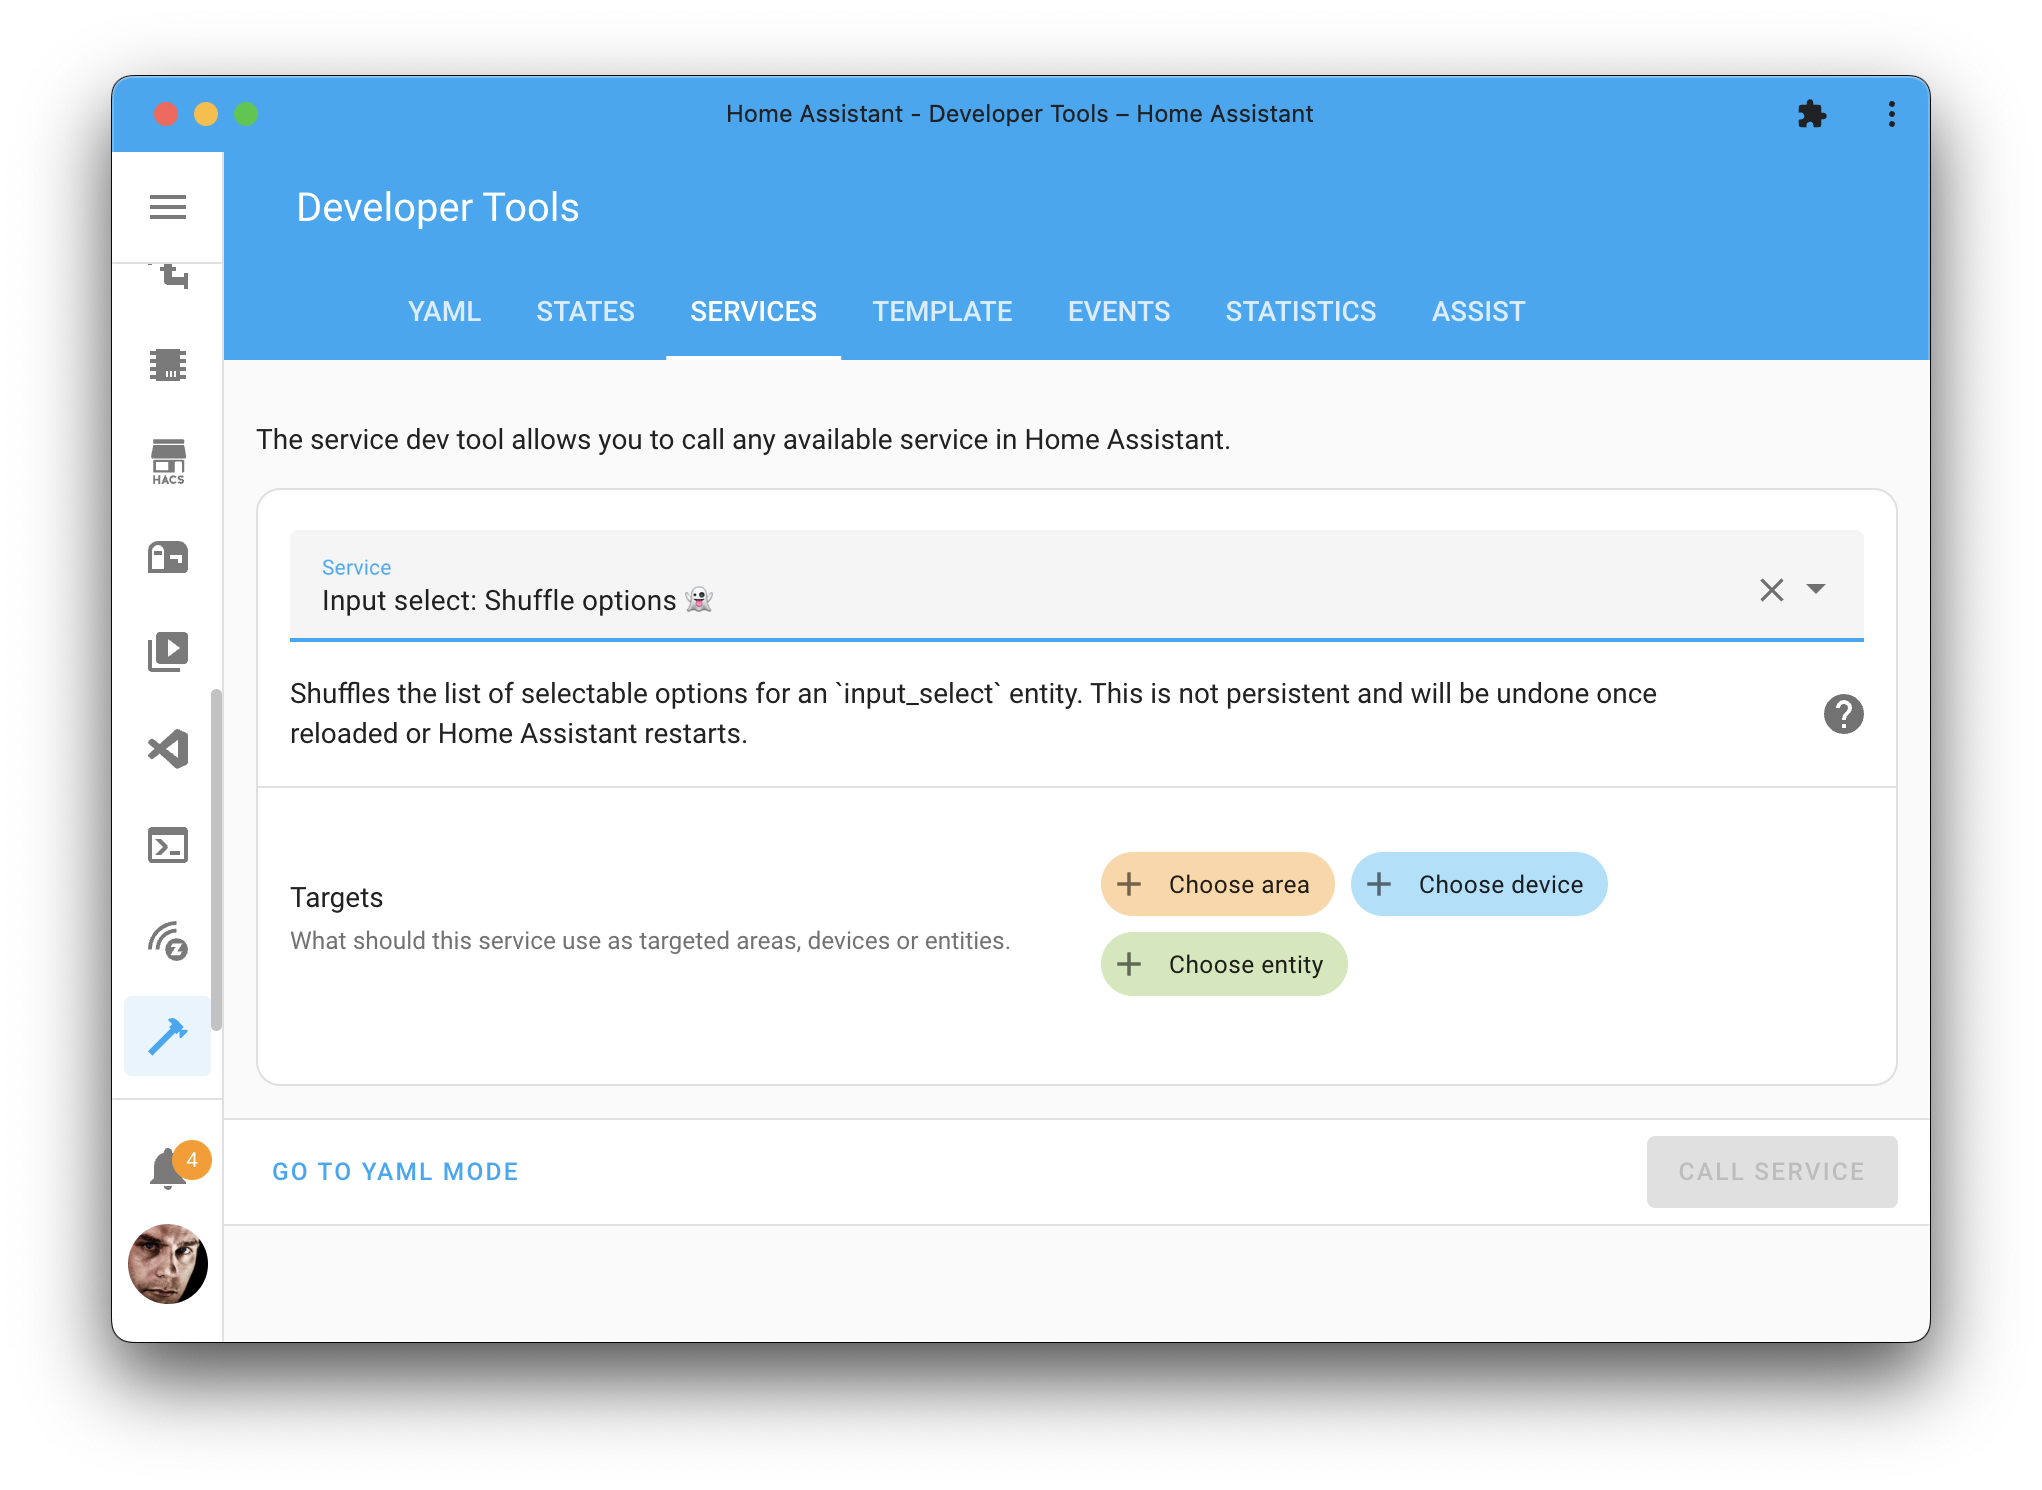 Home Assistant - Developer Tools – Home Assistant
Developer Tools
YAML STATES SERVICES TEMPLATE EVENTS STATISTICS ASSIST
The service dev tool allows you to call any available service in Home Assistant.
Service
Input select: Shuffle options 👻
Shuffles the list of selectable options for an `input_select` entity. This is not persistent and will be undone once
reloaded or Home Assistant restarts.
HACS
Targets
What should this service use as targeted areas, devices or entities.
Choose area
Choose device
Choose entity
4
GO TO YAML MODE
CALL SERVICE